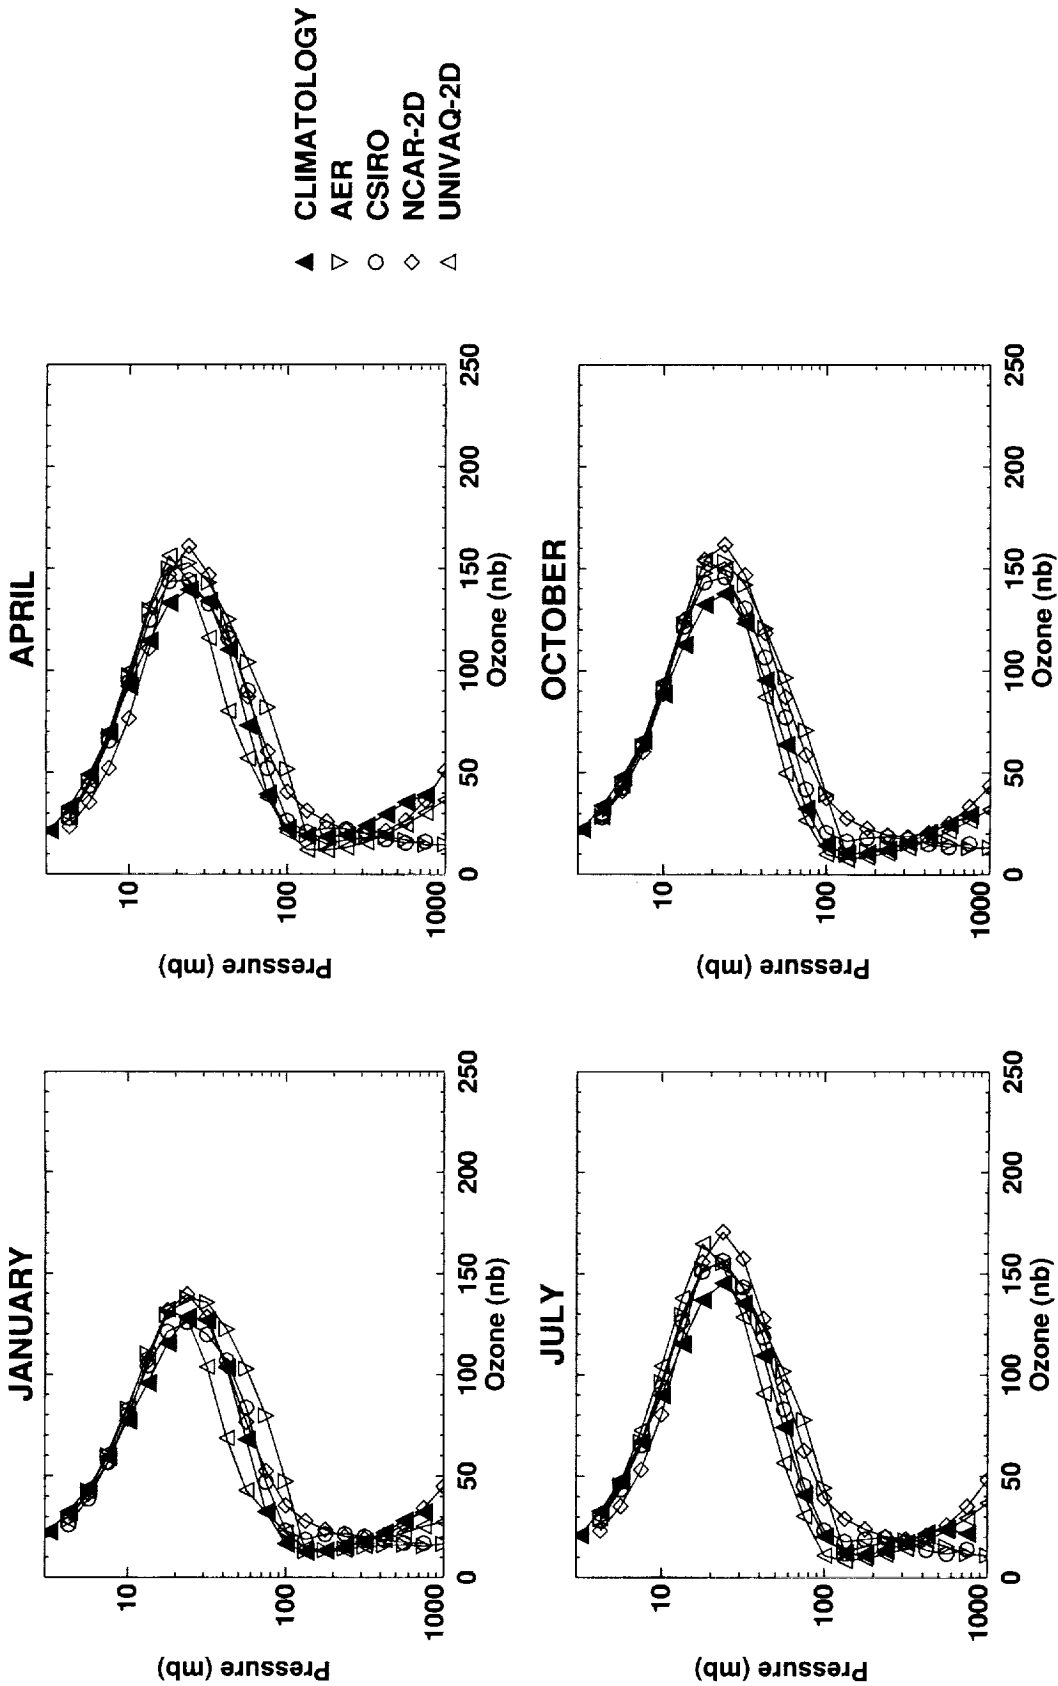 JANUARY
Pressure (mb)
10
100
1000
0 50 100 150 200 250
Ozone (nb)
APRIL
Pressure (mb)
10
100
1000
0 50 100 150 200 250
Ozone (nb)
CLIMATOLOGY
AER
CSIRO
NCAR-2D
UNIVAQ-2D
JULY
Pressure (mb)
10
100
1000
0 50 100 150 200 250
Ozone (nb)
OCTOBER
Pressure (mb)
10
100
1000
0 50 100 150 200 250
Ozone (nb)